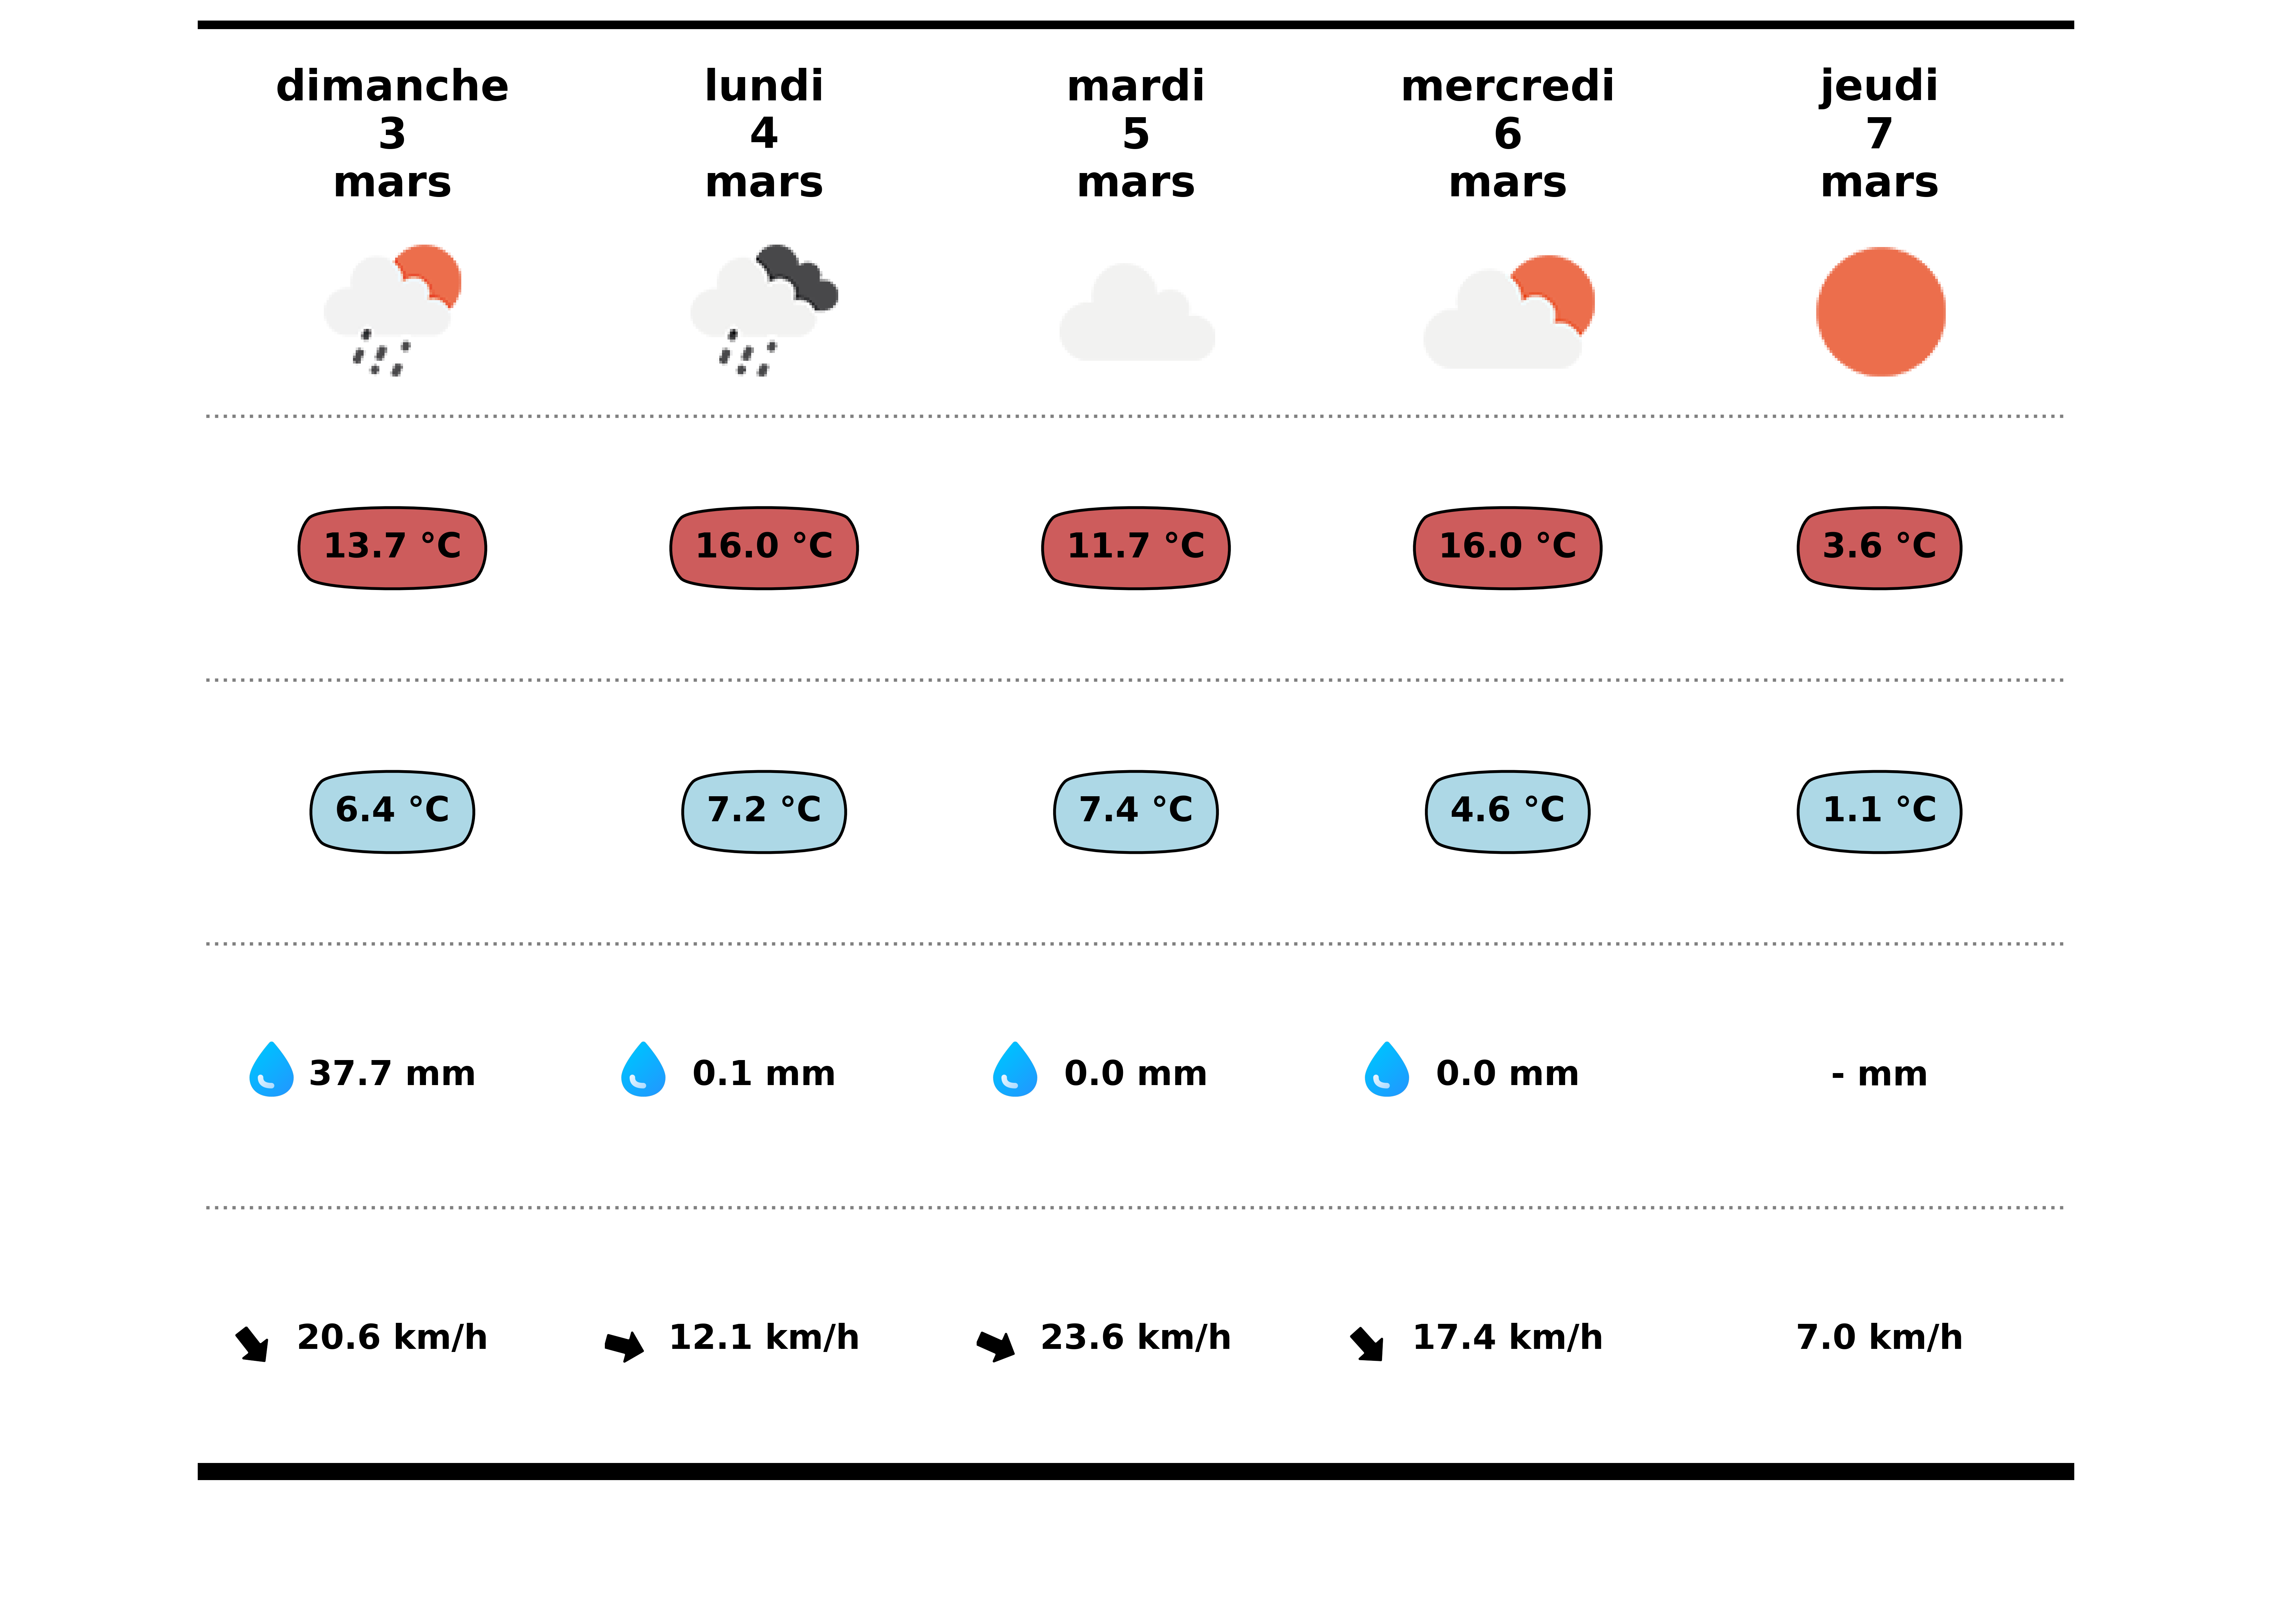 dimanche
3
mars
lundi
4
mars
mardi
5
mars
mercredi
6
mars
jeudi
7
mars
13.7 °C
16.0 °C
11.7 °C
16.0 °C
3.6 °C
6.4 °C
7.2 °C
7.4 °C
4.6 °C
1.1 °C
37.7 mm
0.1 mm
0.0 mm
0.0 mm
- mm
20.6 km/h
12.1 km/h
23.6 km/h
17.4 km/h
7.0 km/h